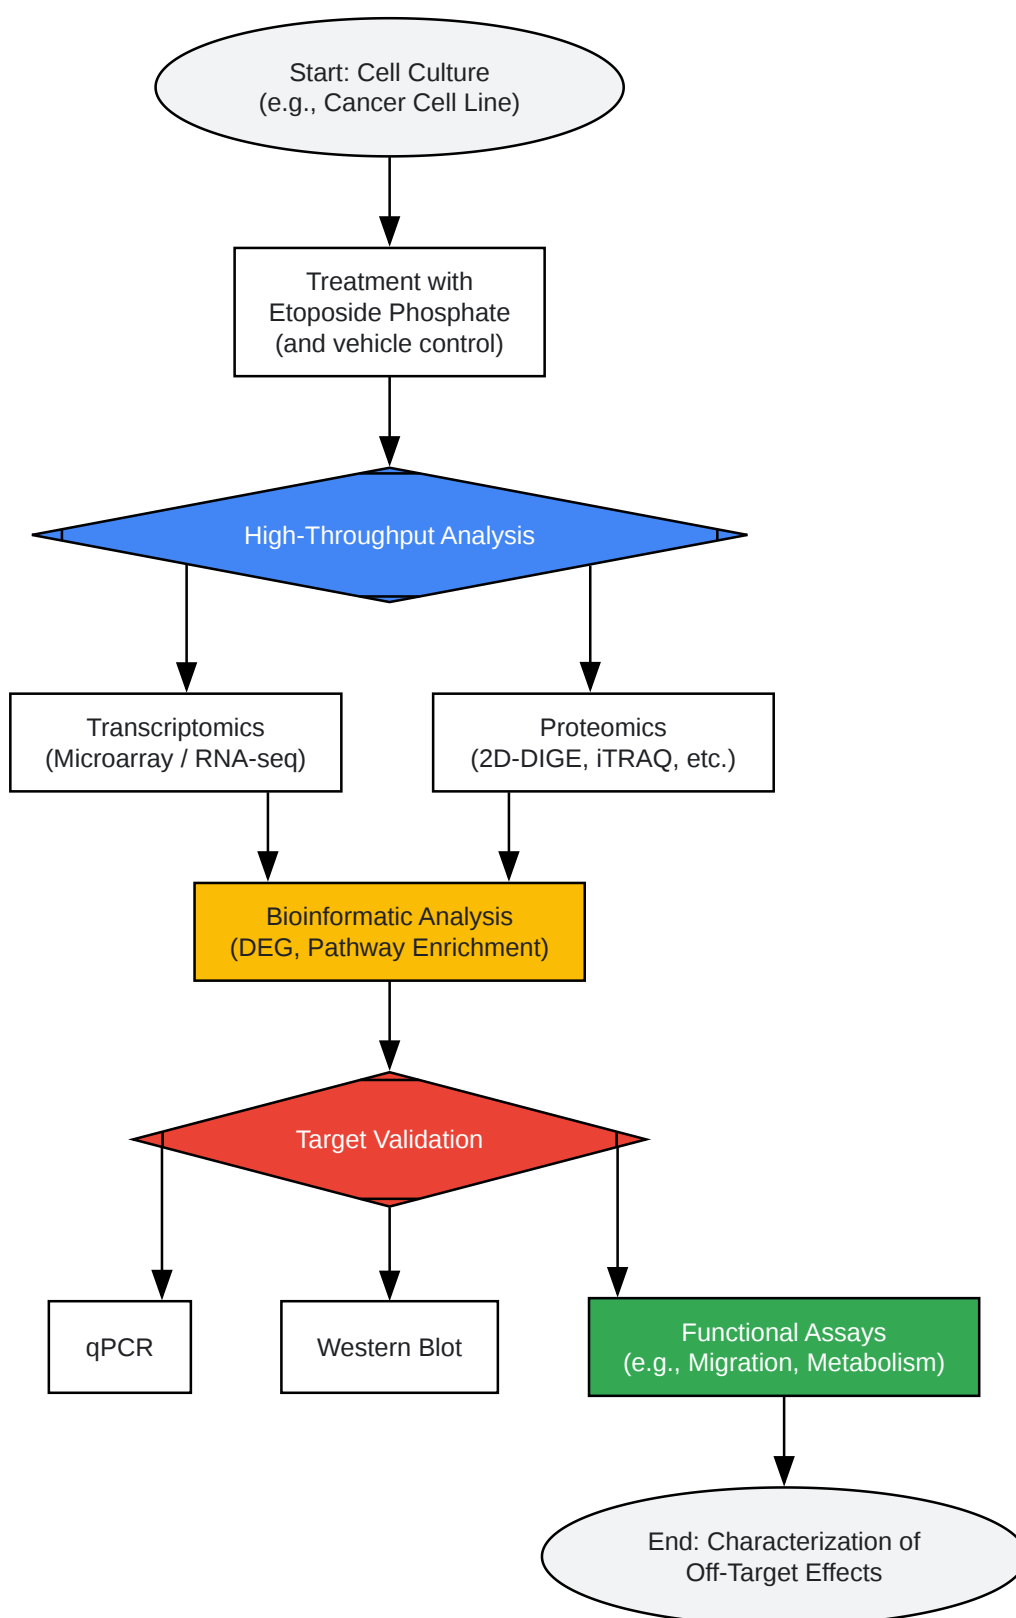 Start: Cell Culture
(e.g., Cancer Cell Line)
Treatment with
Etoposide Phosphate
(and vehicle control)
High-Throughput Analysis
Transcriptomics
(Microarray / RNA-seq)
Proteomics
(2D-DIGE, iTRAQ, etc.)
Bioinformatic Analysis
(DEG, Pathway Enrichment)
Target Validation
qPCR
Western Blot
Functional Assays
(e.g., Migration, Metabolism)
End: Characterization of
Off-Target Effects